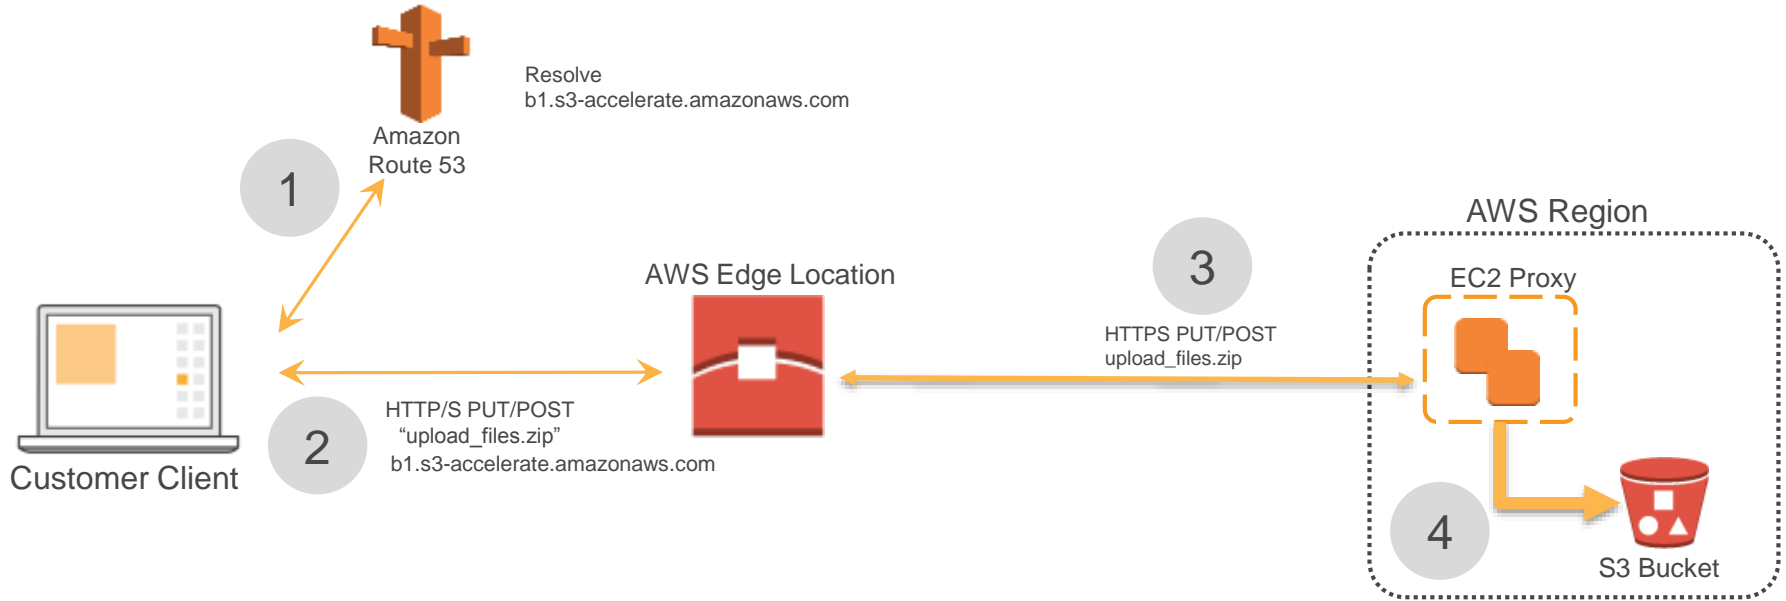 Resolve
b1.s3-accelerate.amazonaws.com
Amazon
Route 53
1
AWS Region
3
AWS Edge Location
EC2 Proxy
HTTPS PUT/POST
upload_files.zip
HTTP/S PUT/POST
“upload_files.zip”
b1.s3-accelerate.amazonaws.com
2
Customer Client
4
S3 Bucket